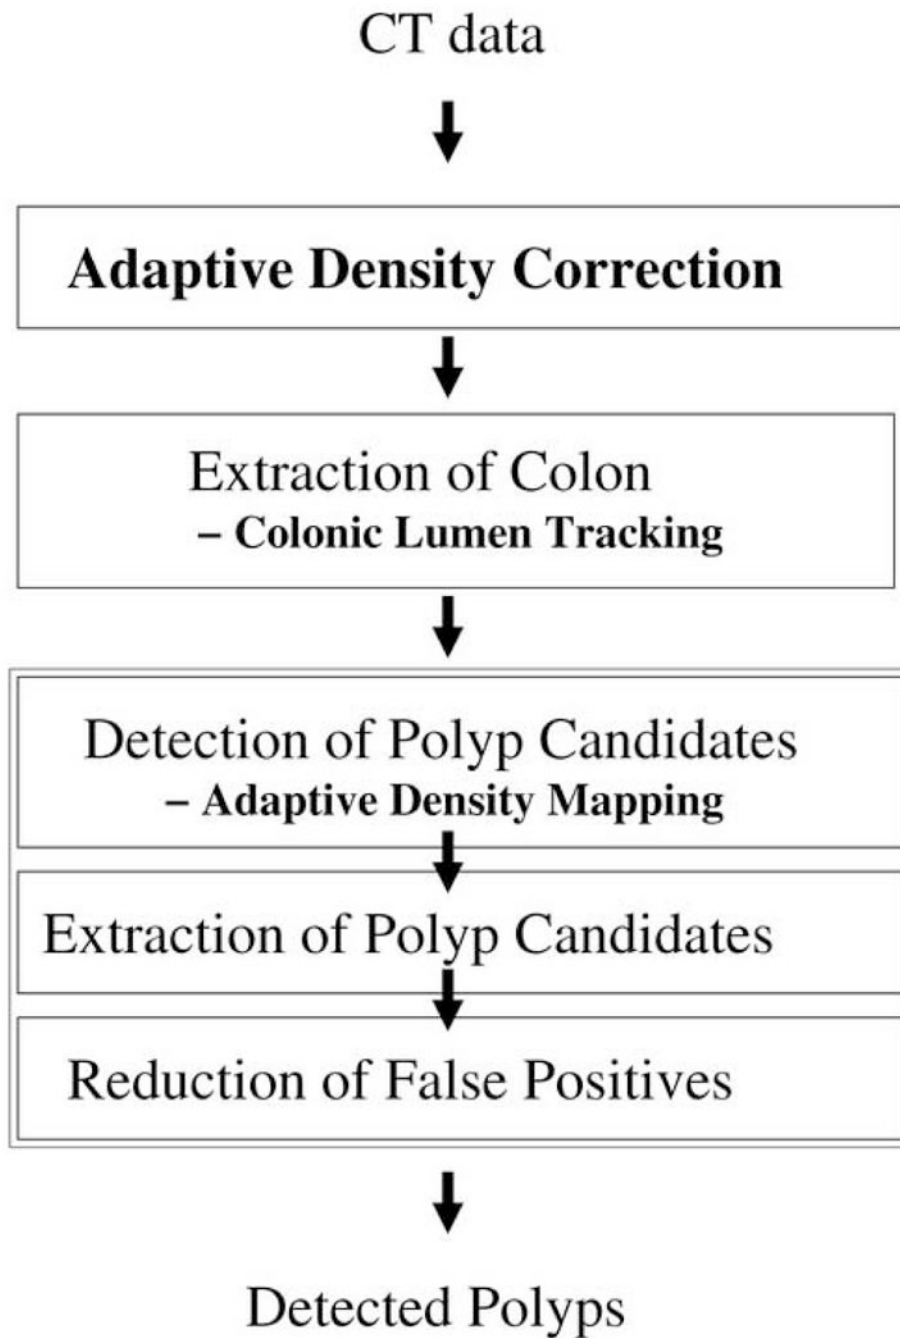 CT data
Adaptive Density Correction
Extraction of Colon
– Colonic Lumen Tracking
Detection of Polyp Candidates
– Adaptive Density Mapping
Extraction of Polyp Candidates
Reduction of False Positives
Detected Polyps